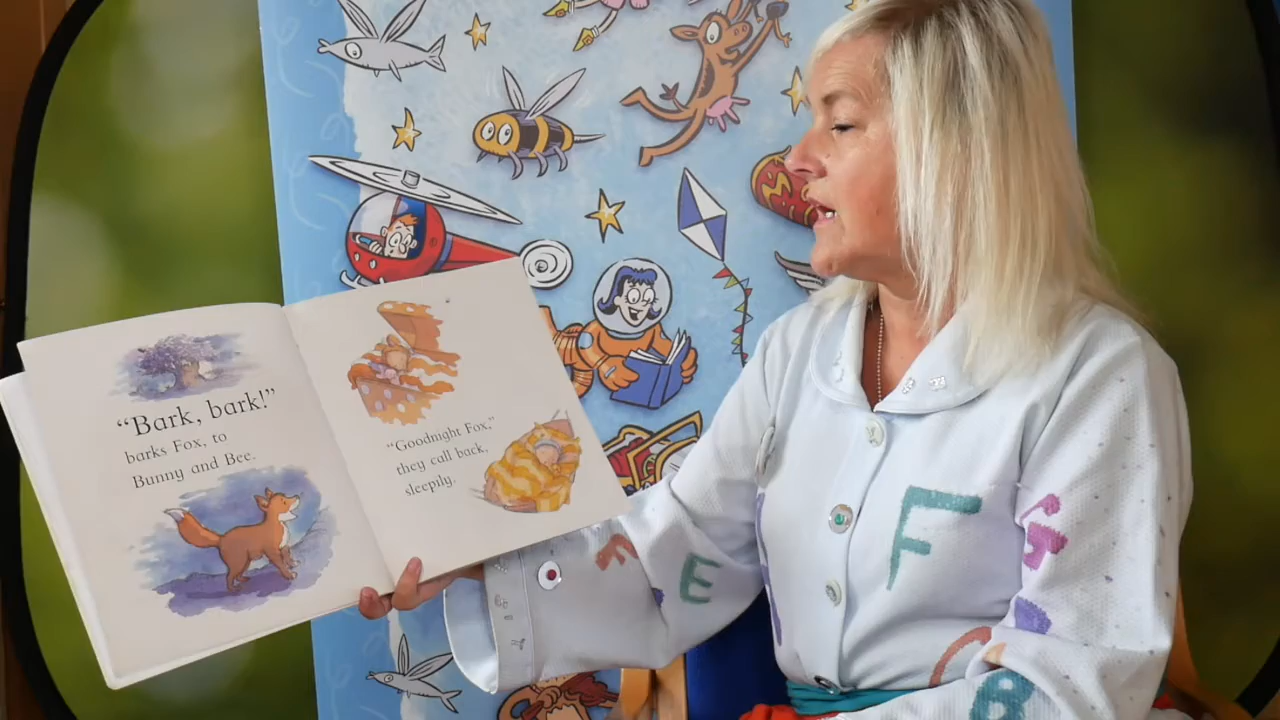 "Bark, bark!"
barks Fox, to
Bunny and Bee.
"Goodnight Fox,"
they call back,
sleepily.
F
E
F
B